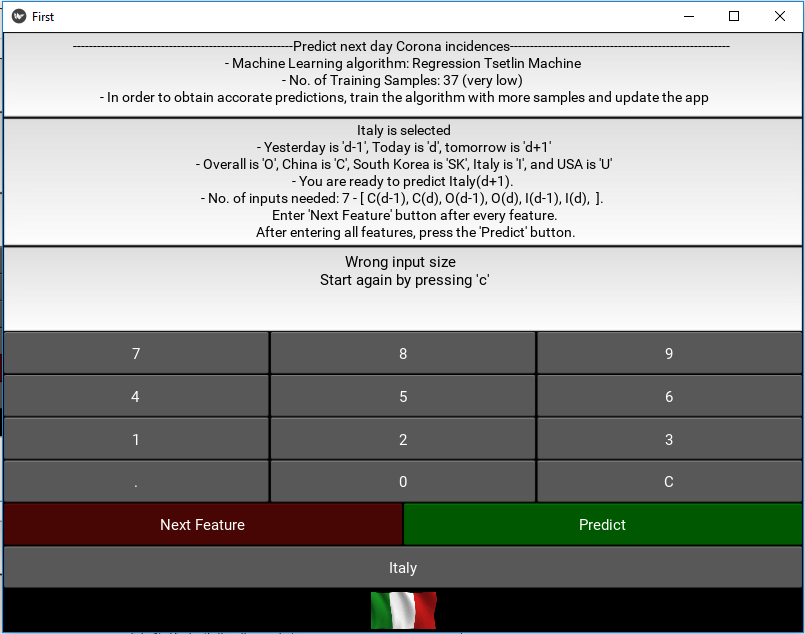 First
-------------------------------------------------------Predict next day Corona incidences-------------------------------------------------------
- Machine Learning algorithm: Regression Tsetlin Machine
- No. of Training Samples: 37 (very low)
- In order to obtain accorate predictions, train the algorithm with more samples and update the app
Italy is selected
- Yesterday is 'd-1', Today is 'd', tomorrow is 'd+1'
- Overall is 'O', China is 'C', South Korea is 'SK', Italy is 'I', and USA is 'U'
- You are ready to predict Italy(d+1).
- No. of inputs needed: 7 - [ C(d-1), C(d), O(d-1), O(d), I(d-1), I(d),  ].
Enter 'Next Feature' button after every feature.
After entering all features, press the 'Predict' button.
Wrong input size
Start again by pressing 'c'
7 8 9
4 5 6
1 2 3
. 0 C
Next Feature Predict
Italy